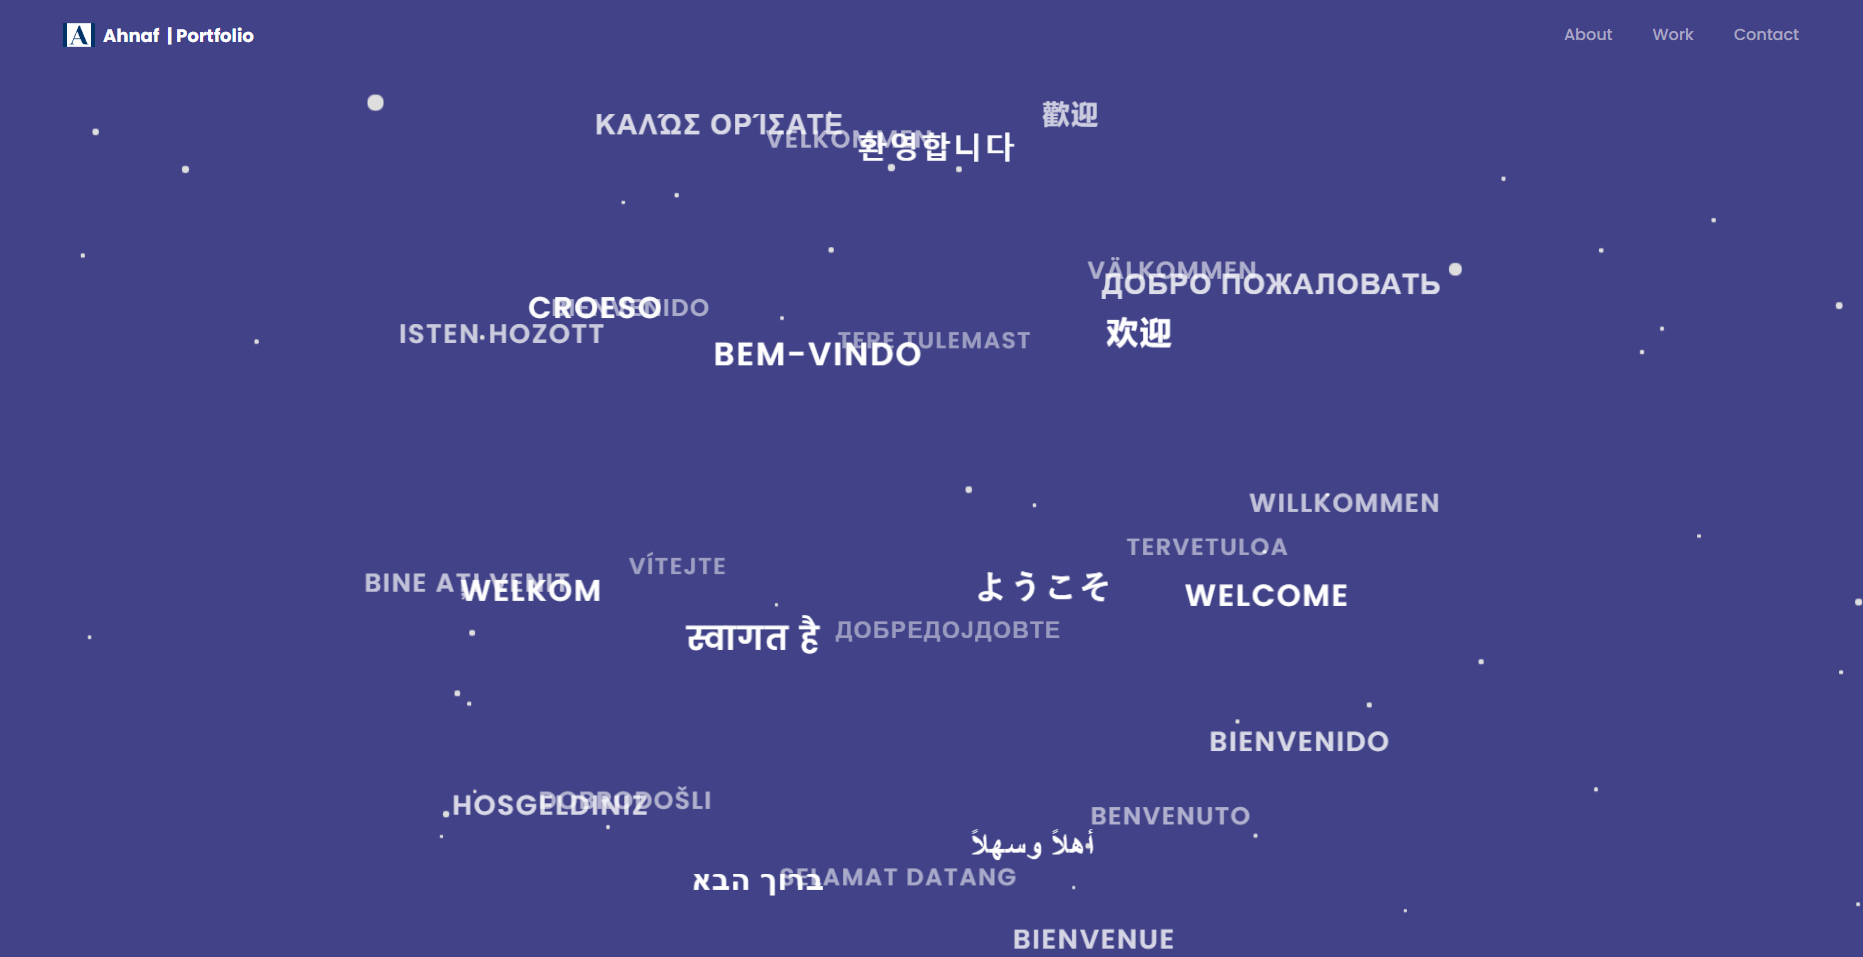 Ahnaf | Portfolio
About
Work
Contact
歡迎
ΚΑΛΏΣ ΟΡΊΣΑΤΕ
VELKOMMEN
환영합니다
VÄLKOMMEN
ДОБРО ПОЖАЛОВАТЬ
CROESO
BIENVENIDO
ISTEN HOZOTT
欢迎
TERE TULEMAST
BEM-VINDO
WILLKOMMEN
TERVETULOA
VÍTEJTE
BINE ATI VENIT
WELKOM
ようこそ
WELCOME
स्वागत है
ДОБРЕДОЈДОВТЕ
BIENVENIDO
DOBRODOŠLI
HOSGELDINIZ
BENVENUTO
أهلاً وسهلاً
SELAMAT DATANG
ברוך הבא
BIENVENUE